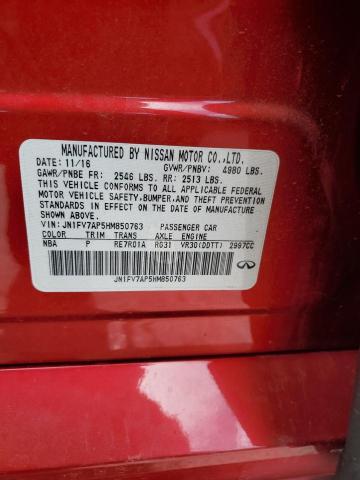 MANUFACTURED BY NISSAN MOTOR CO.,LTD.
DATE: 11/16 GVWR/PNBV: 4980 LBS.
GAWR/PNBE FR: 2546 LBS. RR: 2513 LBS.
THIS VEHICLE CONFORMS TO ALL APPLICABLE FEDERAL
MOTOR VEHICLE SAFETY,BUMPER,AND THEFT PREVENTION
STANDARDS IN EFFECT ON THE DATE OF MANUFACTURE
SHOWN ABOVE.
VIN: JN1FV7AP5HM850763 PASSENGER CAR
COLOR TRIM TRANS AXLE ENGINE
NBA P RE7R01A RG31 VR30(DDTT) 2997CC
JN1FV7AP5HM850763